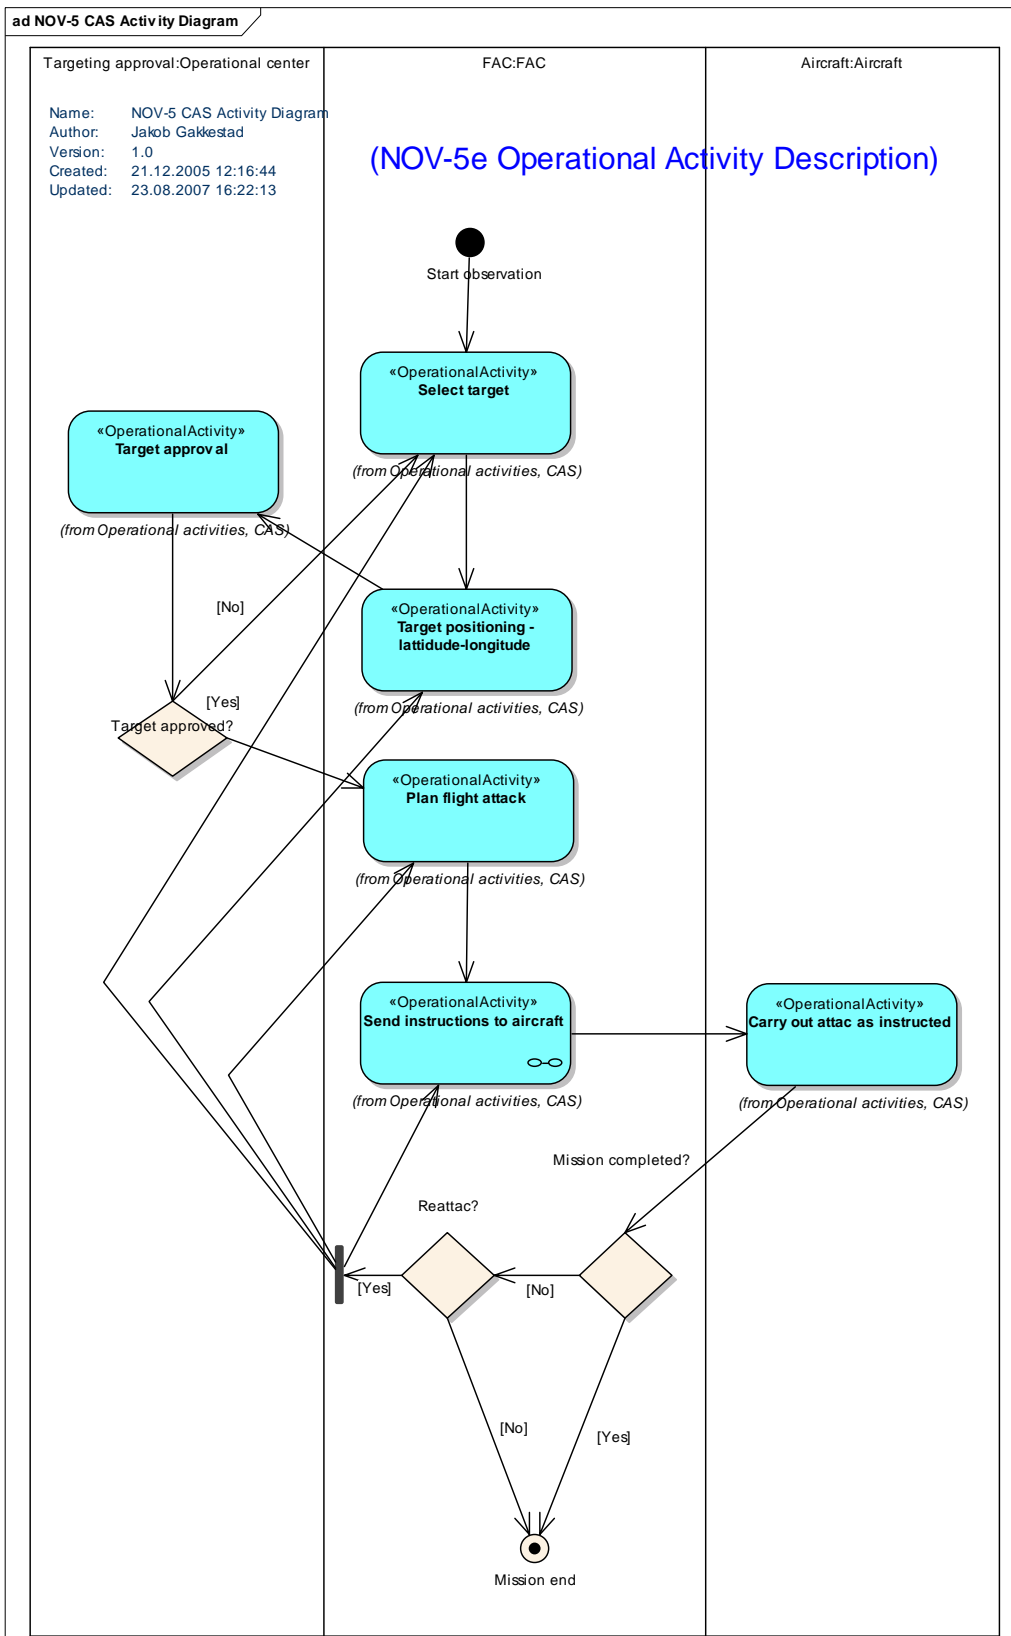 ad NOV-5 CAS Activity Diagram
Targeting approval:Operational center
FAC:FAC
Aircraft:Aircraft
Name: NOV-5 CAS Activity Diagram
Author: Jakob Gakkestad
Version: 1.0
Created: 21.12.2005 12:16:44
Updated: 23.08.2007 16:22:13
(NOV-5e Operational Activity Description)
Start observation
«OperationalActivity»
Select target
(from Operational activities, CAS)
«OperationalActivity»
Target approval
(from Operational activities, CAS)
«OperationalActivity»
Target positioning -
lattidude-longitude
(from Operational activities, CAS)
[No]
[Yes]
Target approved?
«OperationalActivity»
Plan flight attack
(from Operational activities, CAS)
«OperationalActivity»
Send instructions to aircraft
(from Operational activities, CAS)
«OperationalActivity»
Carry out attac as instructed
(from Operational activities, CAS)
Mission completed?
Reattac?
[Yes]
[No]
[No]
[Yes]
Mission end